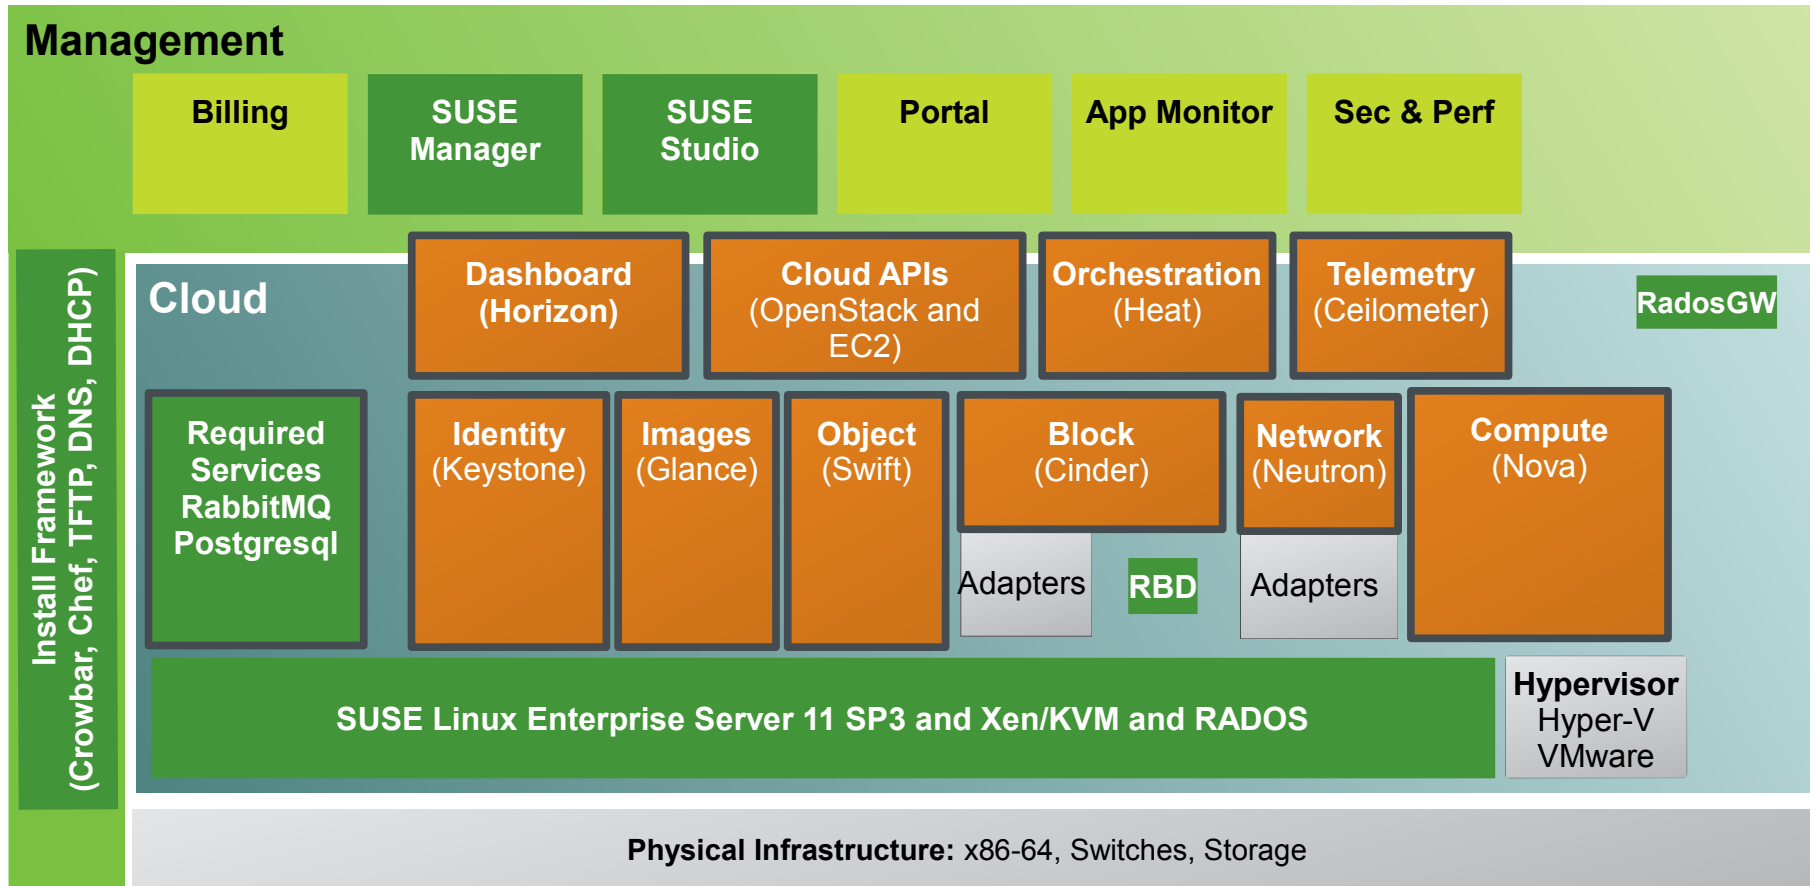 Management
Billing
SUSE
Manager
SUSE
Studio
Portal
App Monitor
Sec & Perf
Install Framework
(Crowbar, Chef, TFTP, DNS, DHCP)
Cloud
Dashboard
(Horizon)
Cloud APIs
(OpenStack and
EC2)
Orchestration
(Heat)
Telemetry
(Ceilometer)
RadosGW
Required
Services
RabbitMQ
Postgresql
Identity
(Keystone)
Images
(Glance)
Object
(Swift)
Block
(Cinder)
Network
(Neutron)
Compute
(Nova)
Adapters
RBD
Adapters
SUSE Linux Enterprise Server 11 SP3 and Xen/KVM and RADOS
Hypervisor
Hyper-V
VMware
Physical Infrastructure: x86-64, Switches, Storage